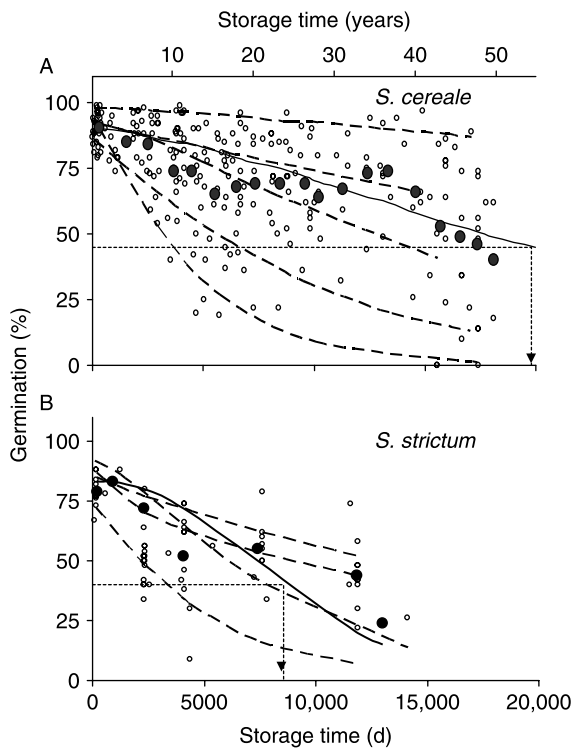 Storage time (years)
10 20 30 40 50
A
S. cereale
100
75
50
25
0
Germination (%)
B
S. strictum
100
75
50
25
0
0 5000 10,000 15,000 20,000
Storage time (d)